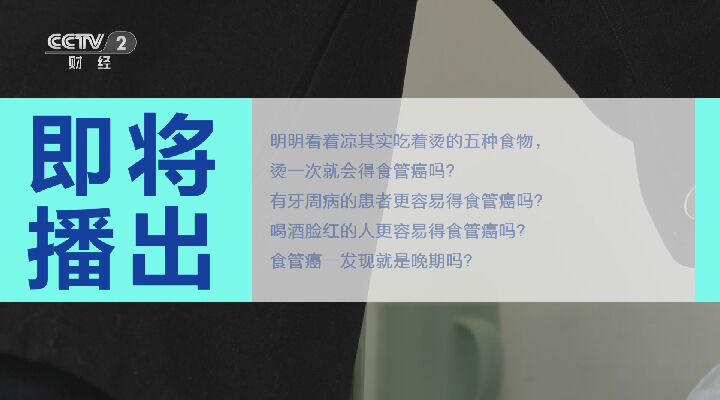 CCTV 2
财经
即将
播出
明明看着凉其实吃着烫的五种食物，
烫一次就会得食管癌吗？
有牙周病的患者更容易得食管癌吗？
喝酒脸红的人更容易得食管癌吗？
食管癌一发现就是晚期吗？